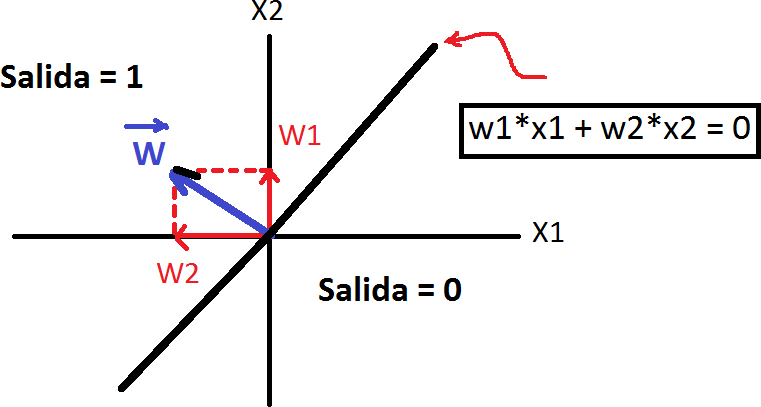 X2
Salida = 1
W1
w1*x1 + w2*x2 = 0
W
X1
W2
Salida = 0